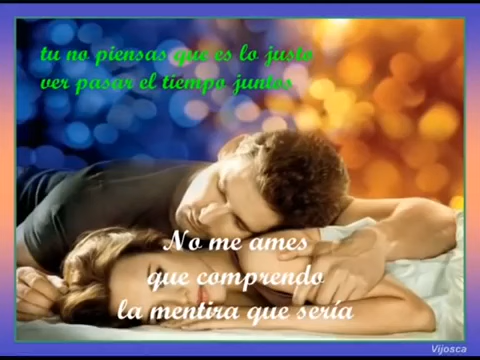 tu no piensas que es lo justo
ver pasar el tiempo juntos
No me ames
que comprendo
la mentira que sería
Vijosca